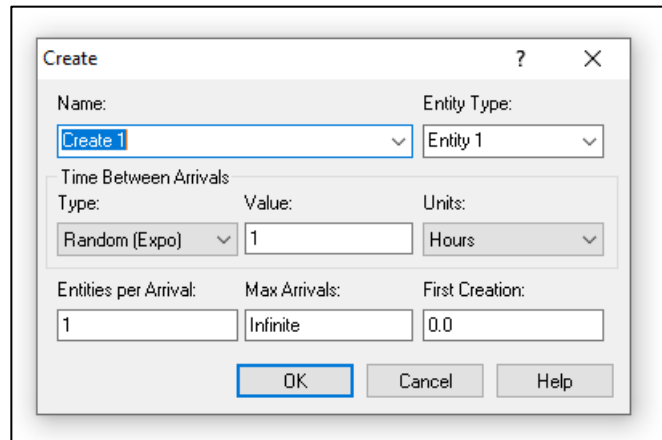 Create ?
Name: Entity Type:
Create 1 Entity 1
Time Between Arrivals
Type: Value: Units:
Random (Expo) 1 Hours
Entities per Arrival: Max Arrivals: First Creation:
1 Infinite 0.0
OK Cancel Help